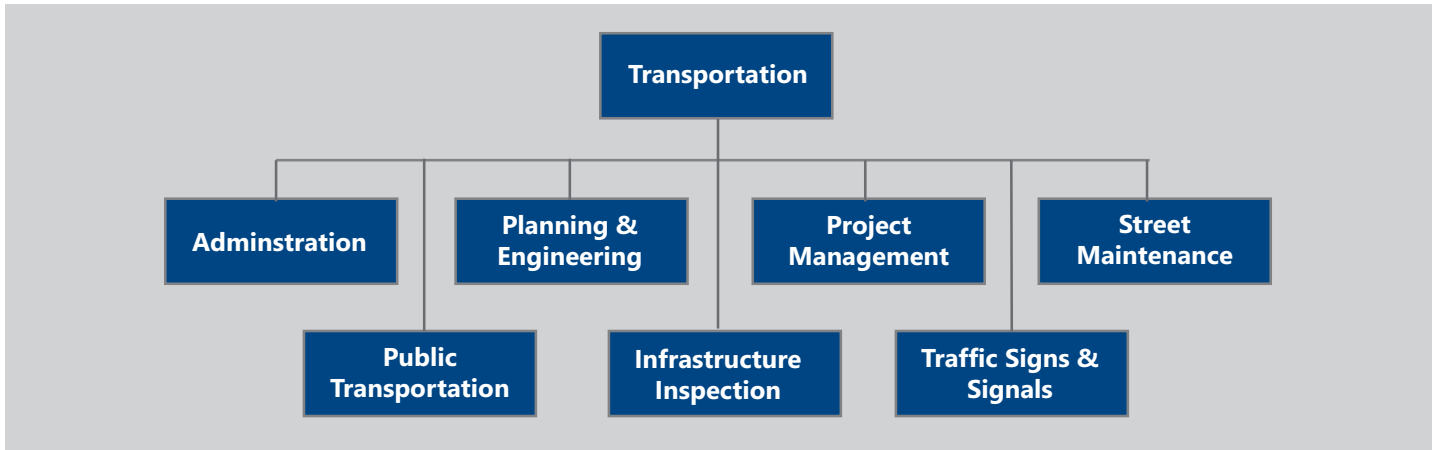 Transportation
Adminstration
Planning &
Engineering
Project
Management
Street
Maintenance
Public
Transportation
Infrastructure
Inspection
Traffic Signs &
Signals